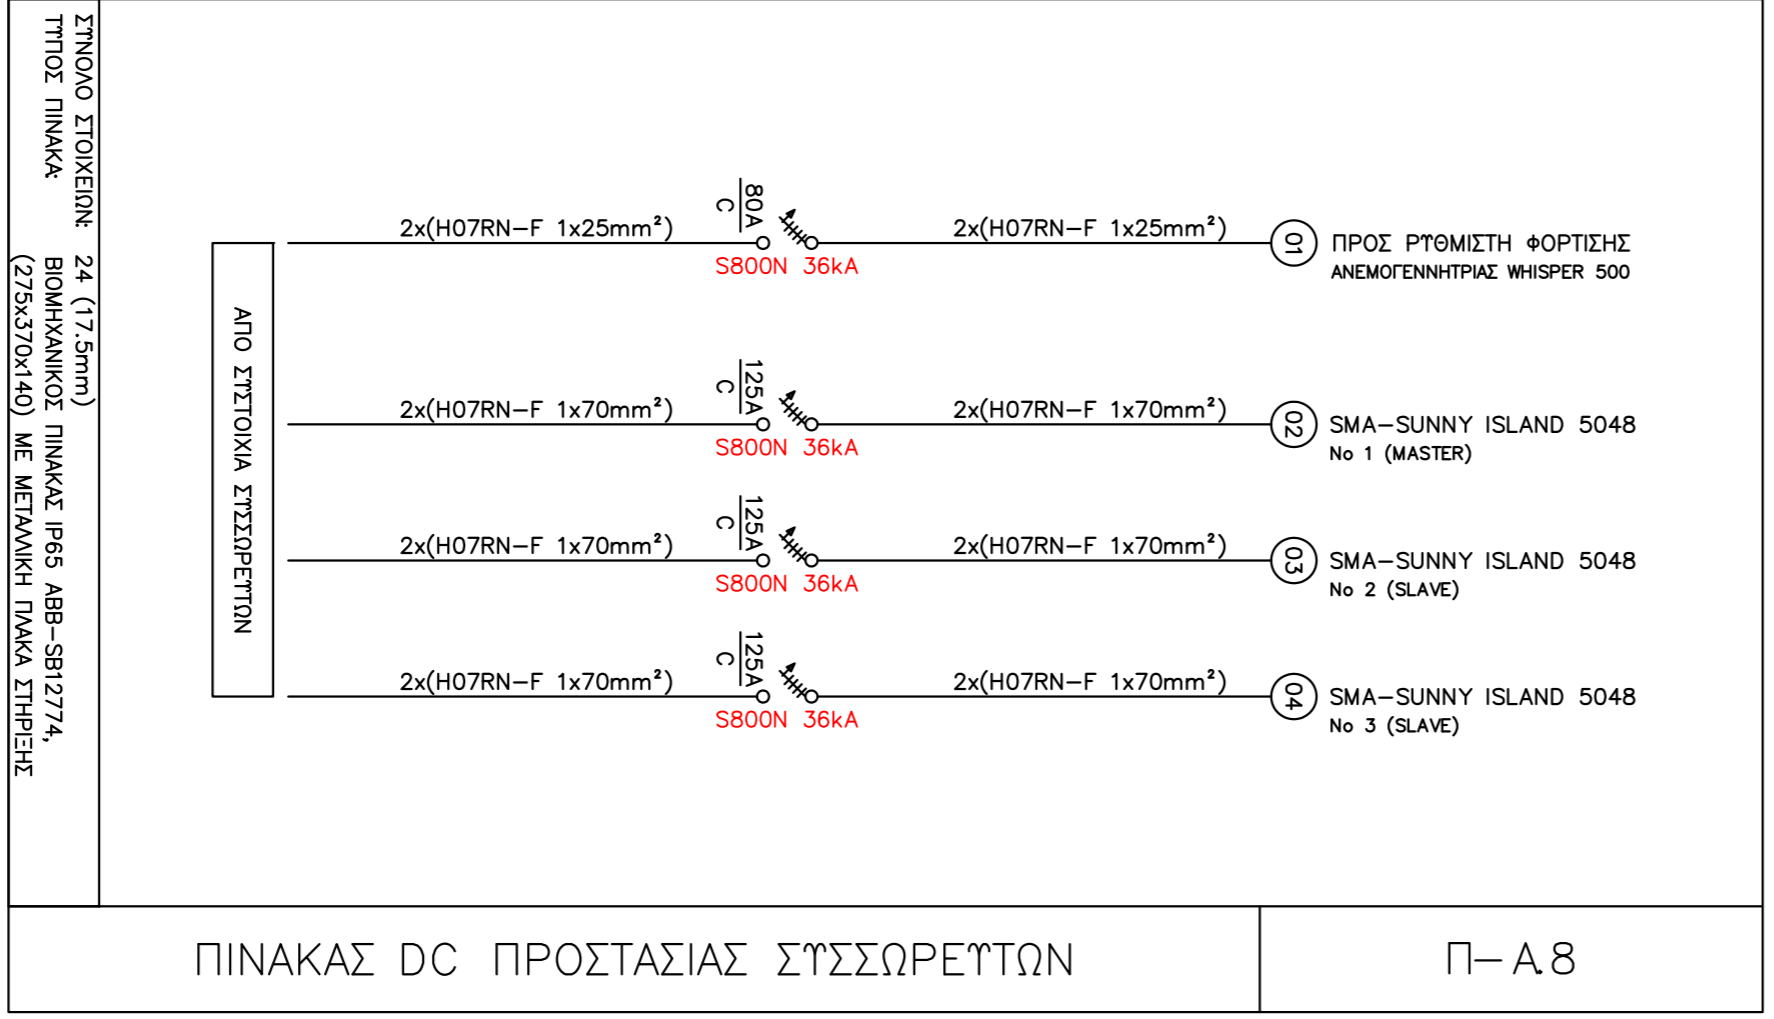 ΣΥΝΟΛΟ ΣΤΟΙΧΕΙΩΝ: 24 (17.5mm)
ΤΥΠΟΣ ΠΙΝΑΚΑ: ΒΙΟΜΗΧΑΝΙΚΟΣ ΠΙΝΑΚΑΣ IP65 ABB-SB12774,
(275x370x140) ΜΕ ΜΕΤΑΛΛΙΚΗ ΠΛΑΚΑ ΣΤΗΡΙΞΗΣ
ΑΠΟ ΣΥΣΤΟΙΧΙΑ ΣΥΣΣΩΡΕΥΤΩΝ
2x(H07RN-F 1x25mm²)
80A
C
S800N 36kA
2x(H07RN-F 1x25mm²)
01
ΠΡΟΣ ΡΥΘΜΙΣΤΗ ΦΟΡΤΙΣΗΣ
ΑΝΕΜΟΓΕΝΝΗΤΡΙΑΣ WHISPER 500
2x(H07RN-F 1x70mm²)
125A
C
S800N 36kA
2x(H07RN-F 1x70mm²)
02
SMA-SUNNY ISLAND 5048
No 1 (MASTER)
2x(H07RN-F 1x70mm²)
125A
C
S800N 36kA
2x(H07RN-F 1x70mm²)
03
SMA-SUNNY ISLAND 5048
No 2 (SLAVE)
2x(H07RN-F 1x70mm²)
125A
C
S800N 36kA
2x(H07RN-F 1x70mm²)
04
SMA-SUNNY ISLAND 5048
No 3 (SLAVE)
ΠΙΝΑΚΑΣ DC ΠΡΟΣΤΑΣΙΑΣ ΣΥΣΣΩΡΕΥΤΩΝ
Π-Α.8